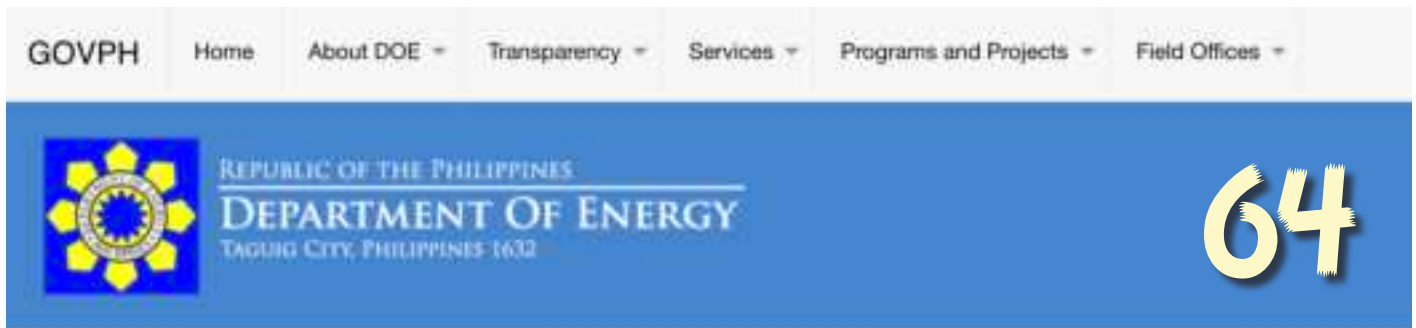 GOVPH Home About DOE Transparency Services Programs and Projects Field Offices
REPUBLIC OF THE PHILIPPINES
DEPARTMENT OF ENERGY
TAGUIG CITY, PHILIPPINES 1632
64